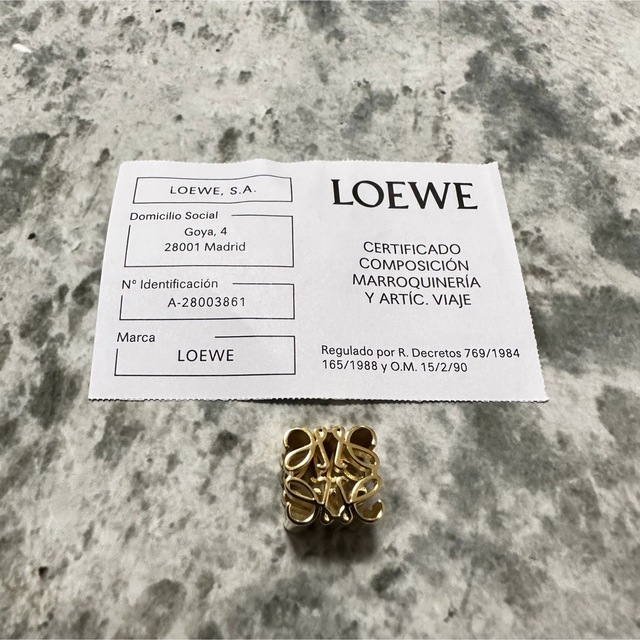 LOEWE, S.A.
Domicilio Social
Goya, 4
28001 Madrid
Nº Identificación
A-28003861
Marca
LOEWE
LOEWE
CERTIFICADO
COMPOSICIÓN
MARROQUINERÍA
Y ARTÍC. VIAJE
Regulado por R. Decretos 769/1984
165/1988 y O.M. 15/2/90